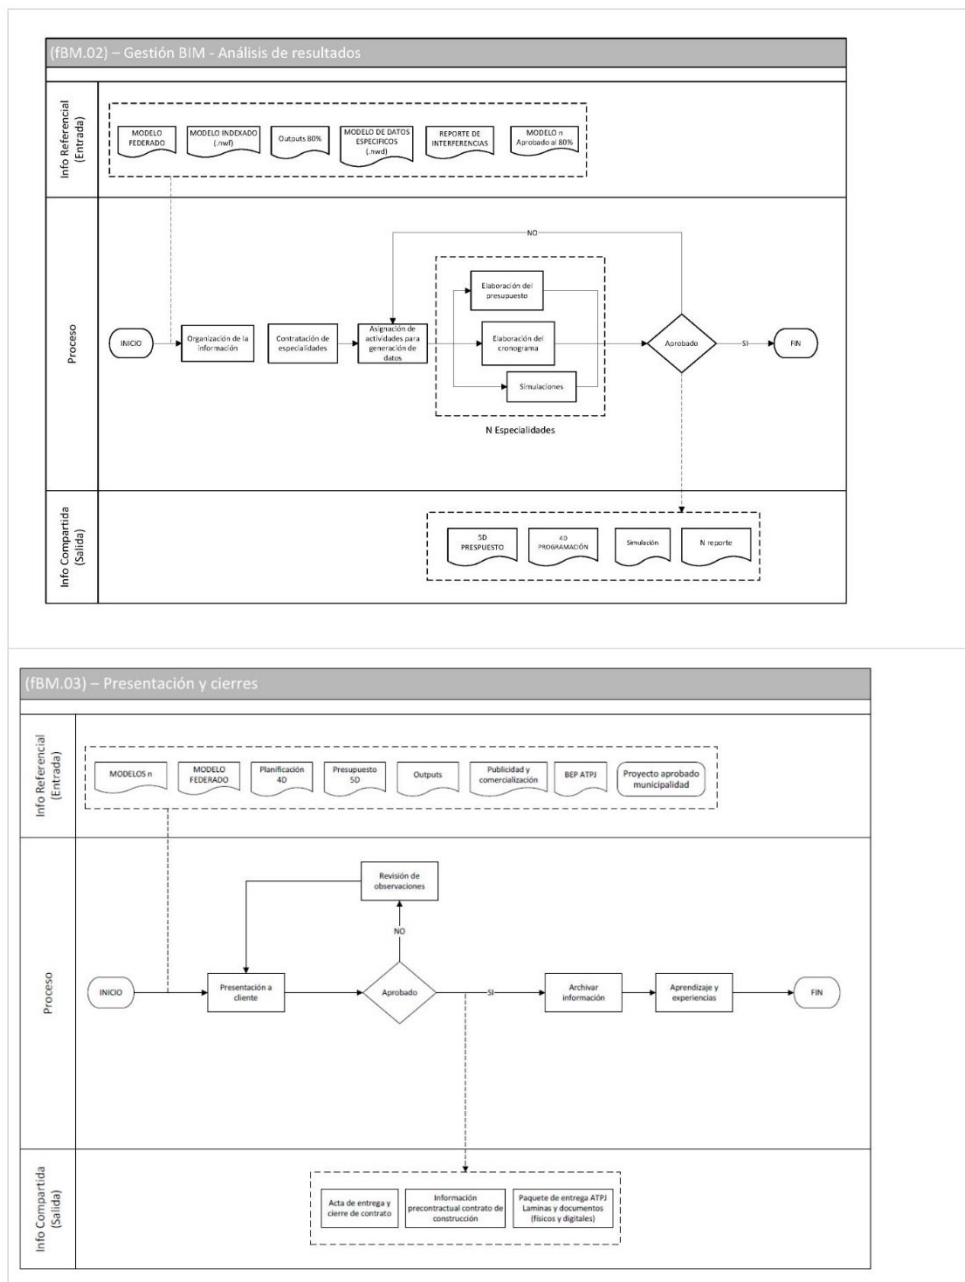 (fBM.02) – Gestión BIM - Análisis de resultados
Info Referencial
(Entrada)
MODELO
FEDERADO
MODELO INDEXADO
(.nwf)
Outputs 80%
MODELO DE DATOS
ESPECIFICOS
(.nwd)
REPORTE DE
INTERFERENCIAS
MODELO n
Aprobado al 80%
Proceso
NO
INICIO
Organización de la
información
Contratación de
especialidades
Asignación de
actividades para
generación de
datos
Elaboración del
presupuesto
Elaboración del
cronograma
Simulaciones
Aprobado
SI
FIN
N Especialidades
Info Compartida
(Salida)
5D
PRESPUESTO
4D
PROGRAMACIÓN
Simulación
N reporte
(fBM.03) – Presentación y cierres
Info Referencial
(Entrada)
MODELOS n
MODELO
FEDERADO
Planificación
4D
Presupuesto
5D
Outputs
Publicidad y
comercialización
BEP ATPJ
Proyecto aprobado
municipalidad
Proceso
Revisión de
observaciones
NO
INICIO
Presentación a
cliente
Aprobado
SI
Archivar
información
Aprendizaje y
experiencias
FIN
Info Compartida
(Salida)
Acta de entrega y
cierre de contrato
Información
precontractual contrato de
construcción
Paquete de entrega ATPJ
Laminas y documentos
(físicos y digitales)